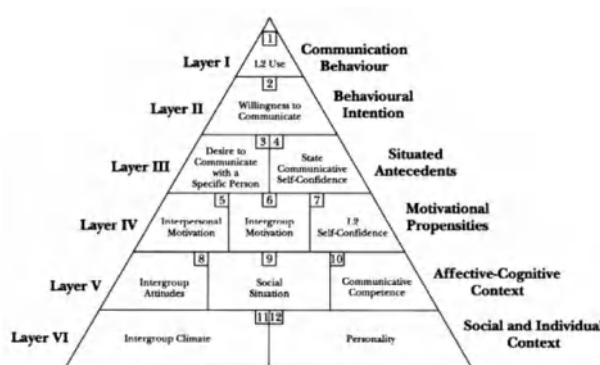 1
Layer I
L2 Use
Communication
Behaviour
2
Layer II
Willingness to
Communicate
Behavioural
Intention
3 4
Layer III
Desire to
Communicate
with a
Specific Person
State
Communicative
Self-Confidence
Situated
Antecedents
5 6 7
Layer IV
Interpersonal
Motivation
Intergroup
Motivation
L2
Self-Confidence
Motivational
Propensities
8 9 10
Layer V
Intergroup
Attitudes
Social
Situation
Communicative
Competence
Affective-Cognitive
Context
11 12
Layer VI
Intergroup Climate
Personality
Social and Individual
Context